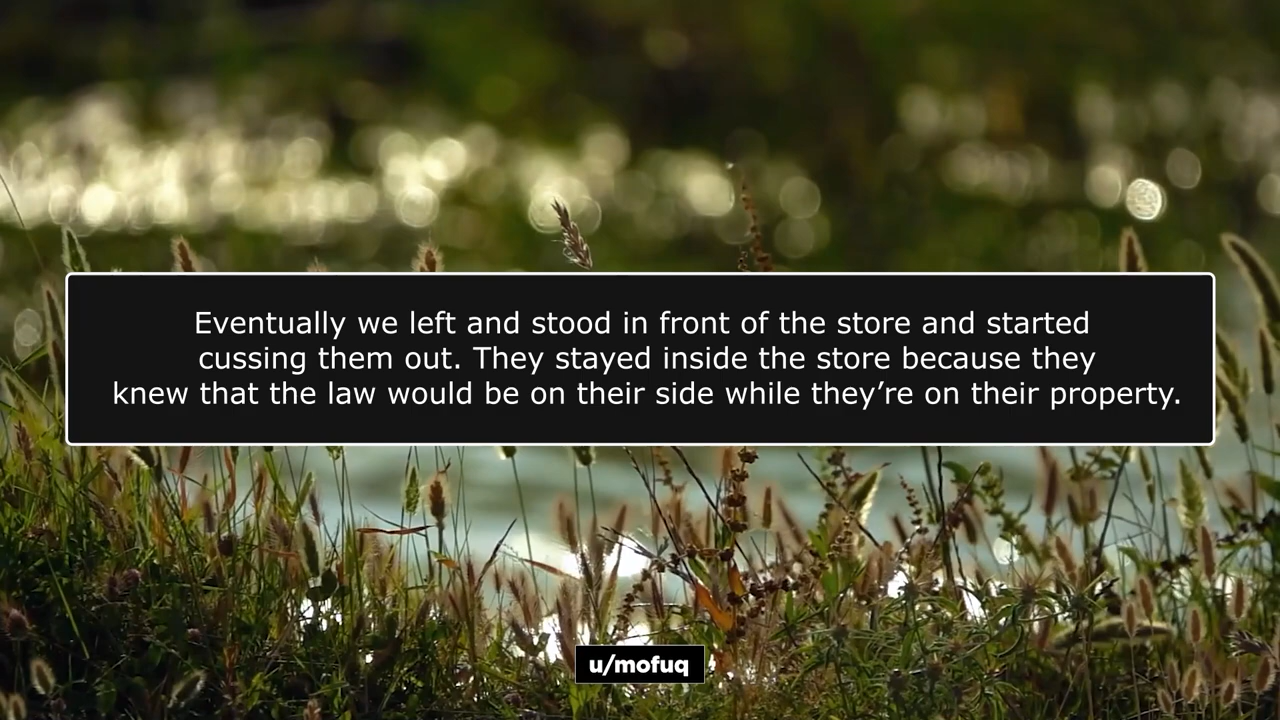 Eventually we left and stood in front of the store and started
cussing them out. They stayed inside the store because they
knew that the law would be on their side while they’re on their property.
u/mofuq